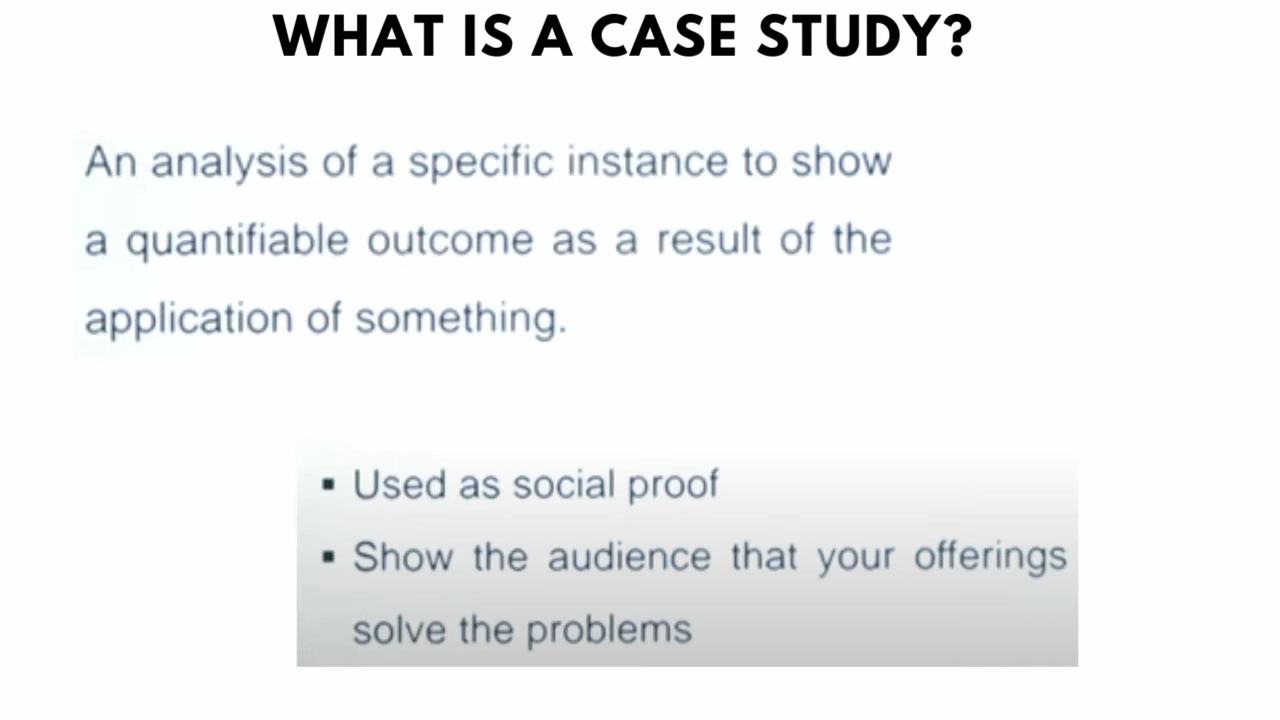 WHAT IS A CASE STUDY?
An analysis of a specific instance to show
a quantifiable outcome as a result of the
application of something.
▪ Used as social proof
▪ Show the audience that your offerings
solve the problems